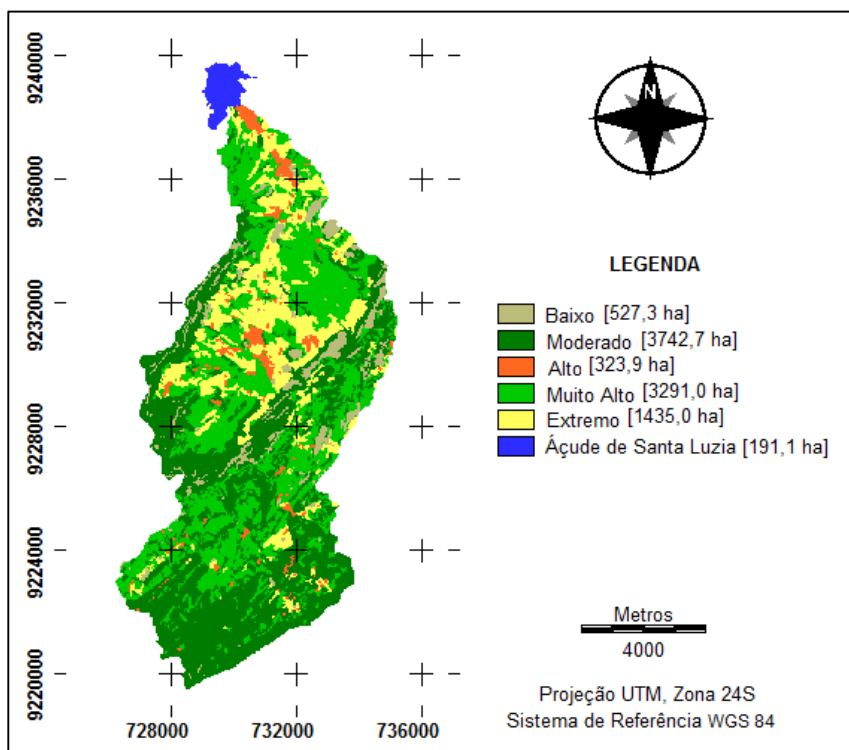 9240000
9236000
9232000
9228000
9224000
9220000
728000
732000
736000
N
LEGENDA
Baixo [527,3 ha]
Moderado [3742,7 ha]
Alto [323,9 ha]
Muito Alto [3291,0 ha]
Extremo [1435,0 ha]
Áçude de Santa Luzia [191,1 ha]
Metros
4000
Projeção UTM, Zona 24S
Sistema de Referência WGS 84